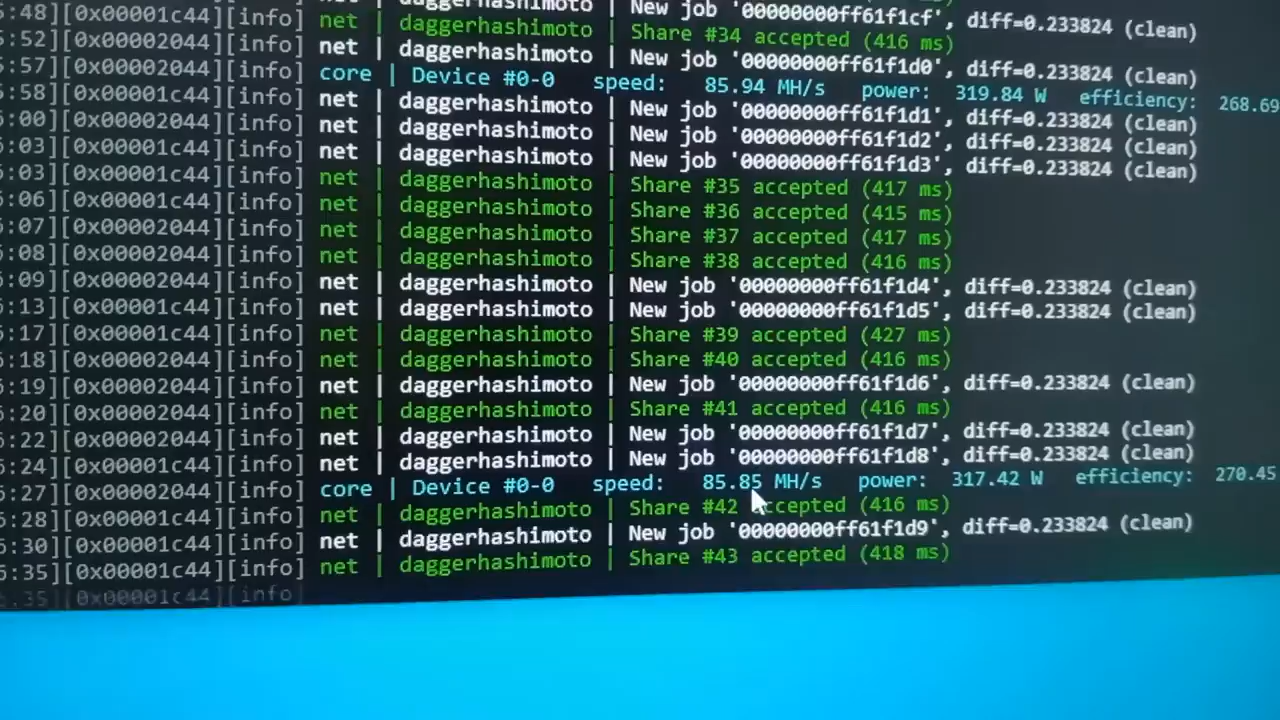 :48][0x00001c44][info] net | daggerhashimoto | New job '00000000ff61f1cf', diff=0.233824 (clean)
:52][0x00002044][info] net | daggerhashimoto | Share #34 accepted (416 ms)
:57][0x00002044][info] net | daggerhashimoto | New job '00000000ff61f1d0', diff=0.233824 (clean)
:58][0x00002044][info] core | Device #0-0 speed: 85.94 MH/s power: 319.84 W efficiency: 268.69
:00][0x00001c44][info] net | daggerhashimoto | New job '00000000ff61f1d1', diff=0.233824 (clean)
:03][0x00002044][info] net | daggerhashimoto | New job '00000000ff61f1d2', diff=0.233824 (clean)
:03][0x00001c44][info] net | daggerhashimoto | New job '00000000ff61f1d3', diff=0.233824 (clean)
:06][0x00001c44][info] net | daggerhashimoto | Share #35 accepted (417 ms)
:07][0x00001c44][info] net | daggerhashimoto | Share #36 accepted (415 ms)
:08][0x00001c44][info] net | daggerhashimoto | Share #37 accepted (417 ms)
:09][0x00002044][info] net | daggerhashimoto | Share #38 accepted (416 ms)
:13][0x00002044][info] net | daggerhashimoto | New job '00000000ff61f1d4', diff=0.233824 (clean)
:17][0x00001c44][info] net | daggerhashimoto | New job '00000000ff61f1d5', diff=0.233824 (clean)
:18][0x00002044][info] net | daggerhashimoto | Share #39 accepted (427 ms)
:19][0x00002044][info] net | daggerhashimoto | Share #40 accepted (416 ms)
:20][0x00001c44][info] net | daggerhashimoto | New job '00000000ff61f1d6', diff=0.233824 (clean)
:22][0x00002044][info] net | daggerhashimoto | Share #41 accepted (416 ms)
:24][0x00002044][info] net | daggerhashimoto | New job '00000000ff61f1d7', diff=0.233824 (clean)
:27][0x00002044][info] net | daggerhashimoto | New job '00000000ff61f1d8', diff=0.233824 (clean)
:28][0x00001c44][info] core | Device #0-0 speed: 85.85 MH/s power: 317.42 W efficiency: 270.45
:30][0x00001c44][info] net | daggerhashimoto | Share #42 accepted (416 ms)
:35][0x00001c44][info] net | daggerhashimoto | New job '00000000ff61f1d9', diff=0.233824 (clean)
:35][0x00001c44][info] net | daggerhashimoto | Share #43 accepted (418 ms)